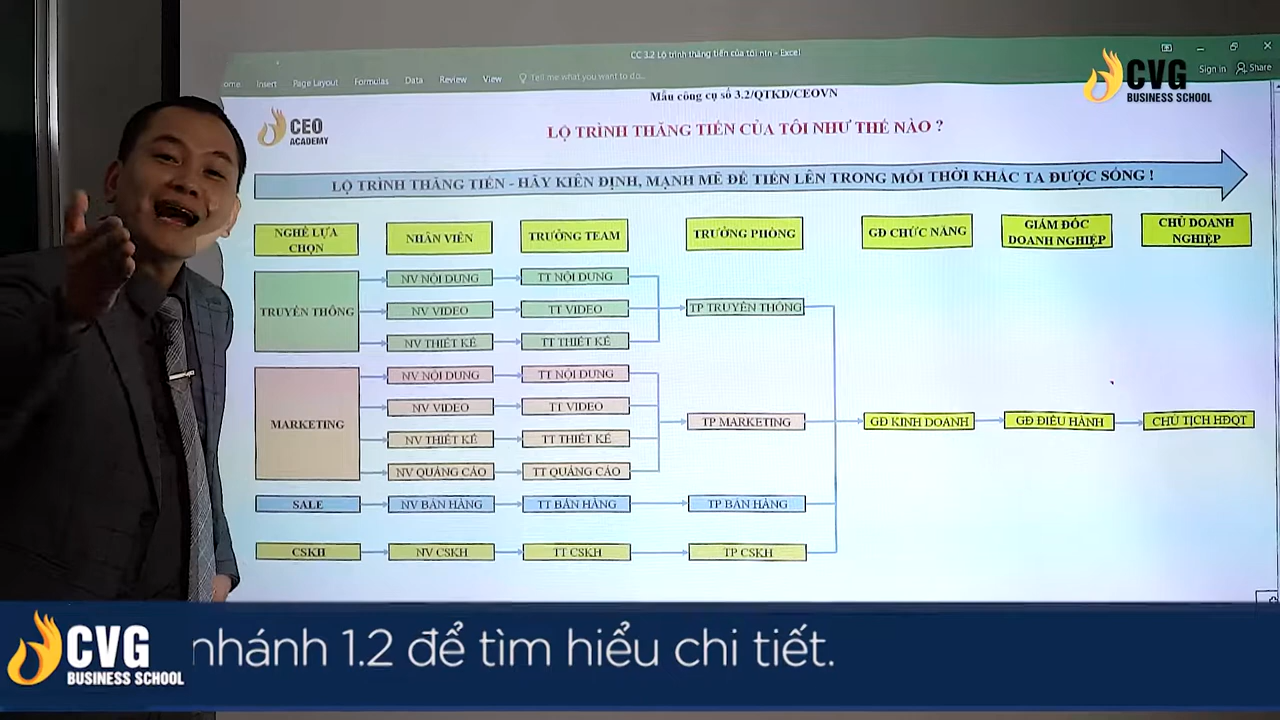 CC 3.2 Lộ trình thăng tiến của tôi ntn - Excel
ome Insert Page Layout Formulas Data Review View Tell me what you want to do...
Sign in Share
CVG
BUSINESS SCHOOL
Mẫu công cụ số 3.2/QTKD/CEOVN
CEO
ACADEMY
LỘ TRÌNH THĂNG TIẾN CỦA TÔI NHƯ THẾ NÀO ?
LỘ TRÌNH THĂNG TIẾN - HÃY KIÊN ĐỊNH, MẠNH MẼ ĐỂ TIẾN LÊN TRONG MỖI THỜI KHẮC TA ĐƯỢC SỐNG !
NGHỀ LỰA
CHỌN
NHÂN VIÊN
TRƯỞNG TEAM
TRƯỞNG PHÒNG
GĐ CHỨC NĂNG
GIÁM ĐỐC
DOANH NGHIỆP
CHỦ DOANH
NGHIỆP
TRUYỀN THÔNG
NV NỘI DUNG
TT NỘI DUNG
NV VIDEO
TT VIDEO
NV THIẾT KẾ
TT THIẾT KẾ
TP TRUYỀN THÔNG
MARKETING
NV NỘI DUNG
TT NỘI DUNG
NV VIDEO
TT VIDEO
NV THIẾT KẾ
TT THIẾT KẾ
NV QUẢNG CÁO
TT QUẢNG CÁO
TP MARKETING
GĐ KINH DOANH
GĐ ĐIỀU HÀNH
CHỦ TỊCH HĐQT
SALE
NV BÁN HÀNG
TT BÁN HÀNG
TP BÁN HÀNG
CSKH
NV CSKH
TT CSKH
TP CSKH
CVG
BUSINESS SCHOOL
nhánh 1.2 để tìm hiểu chi tiết.